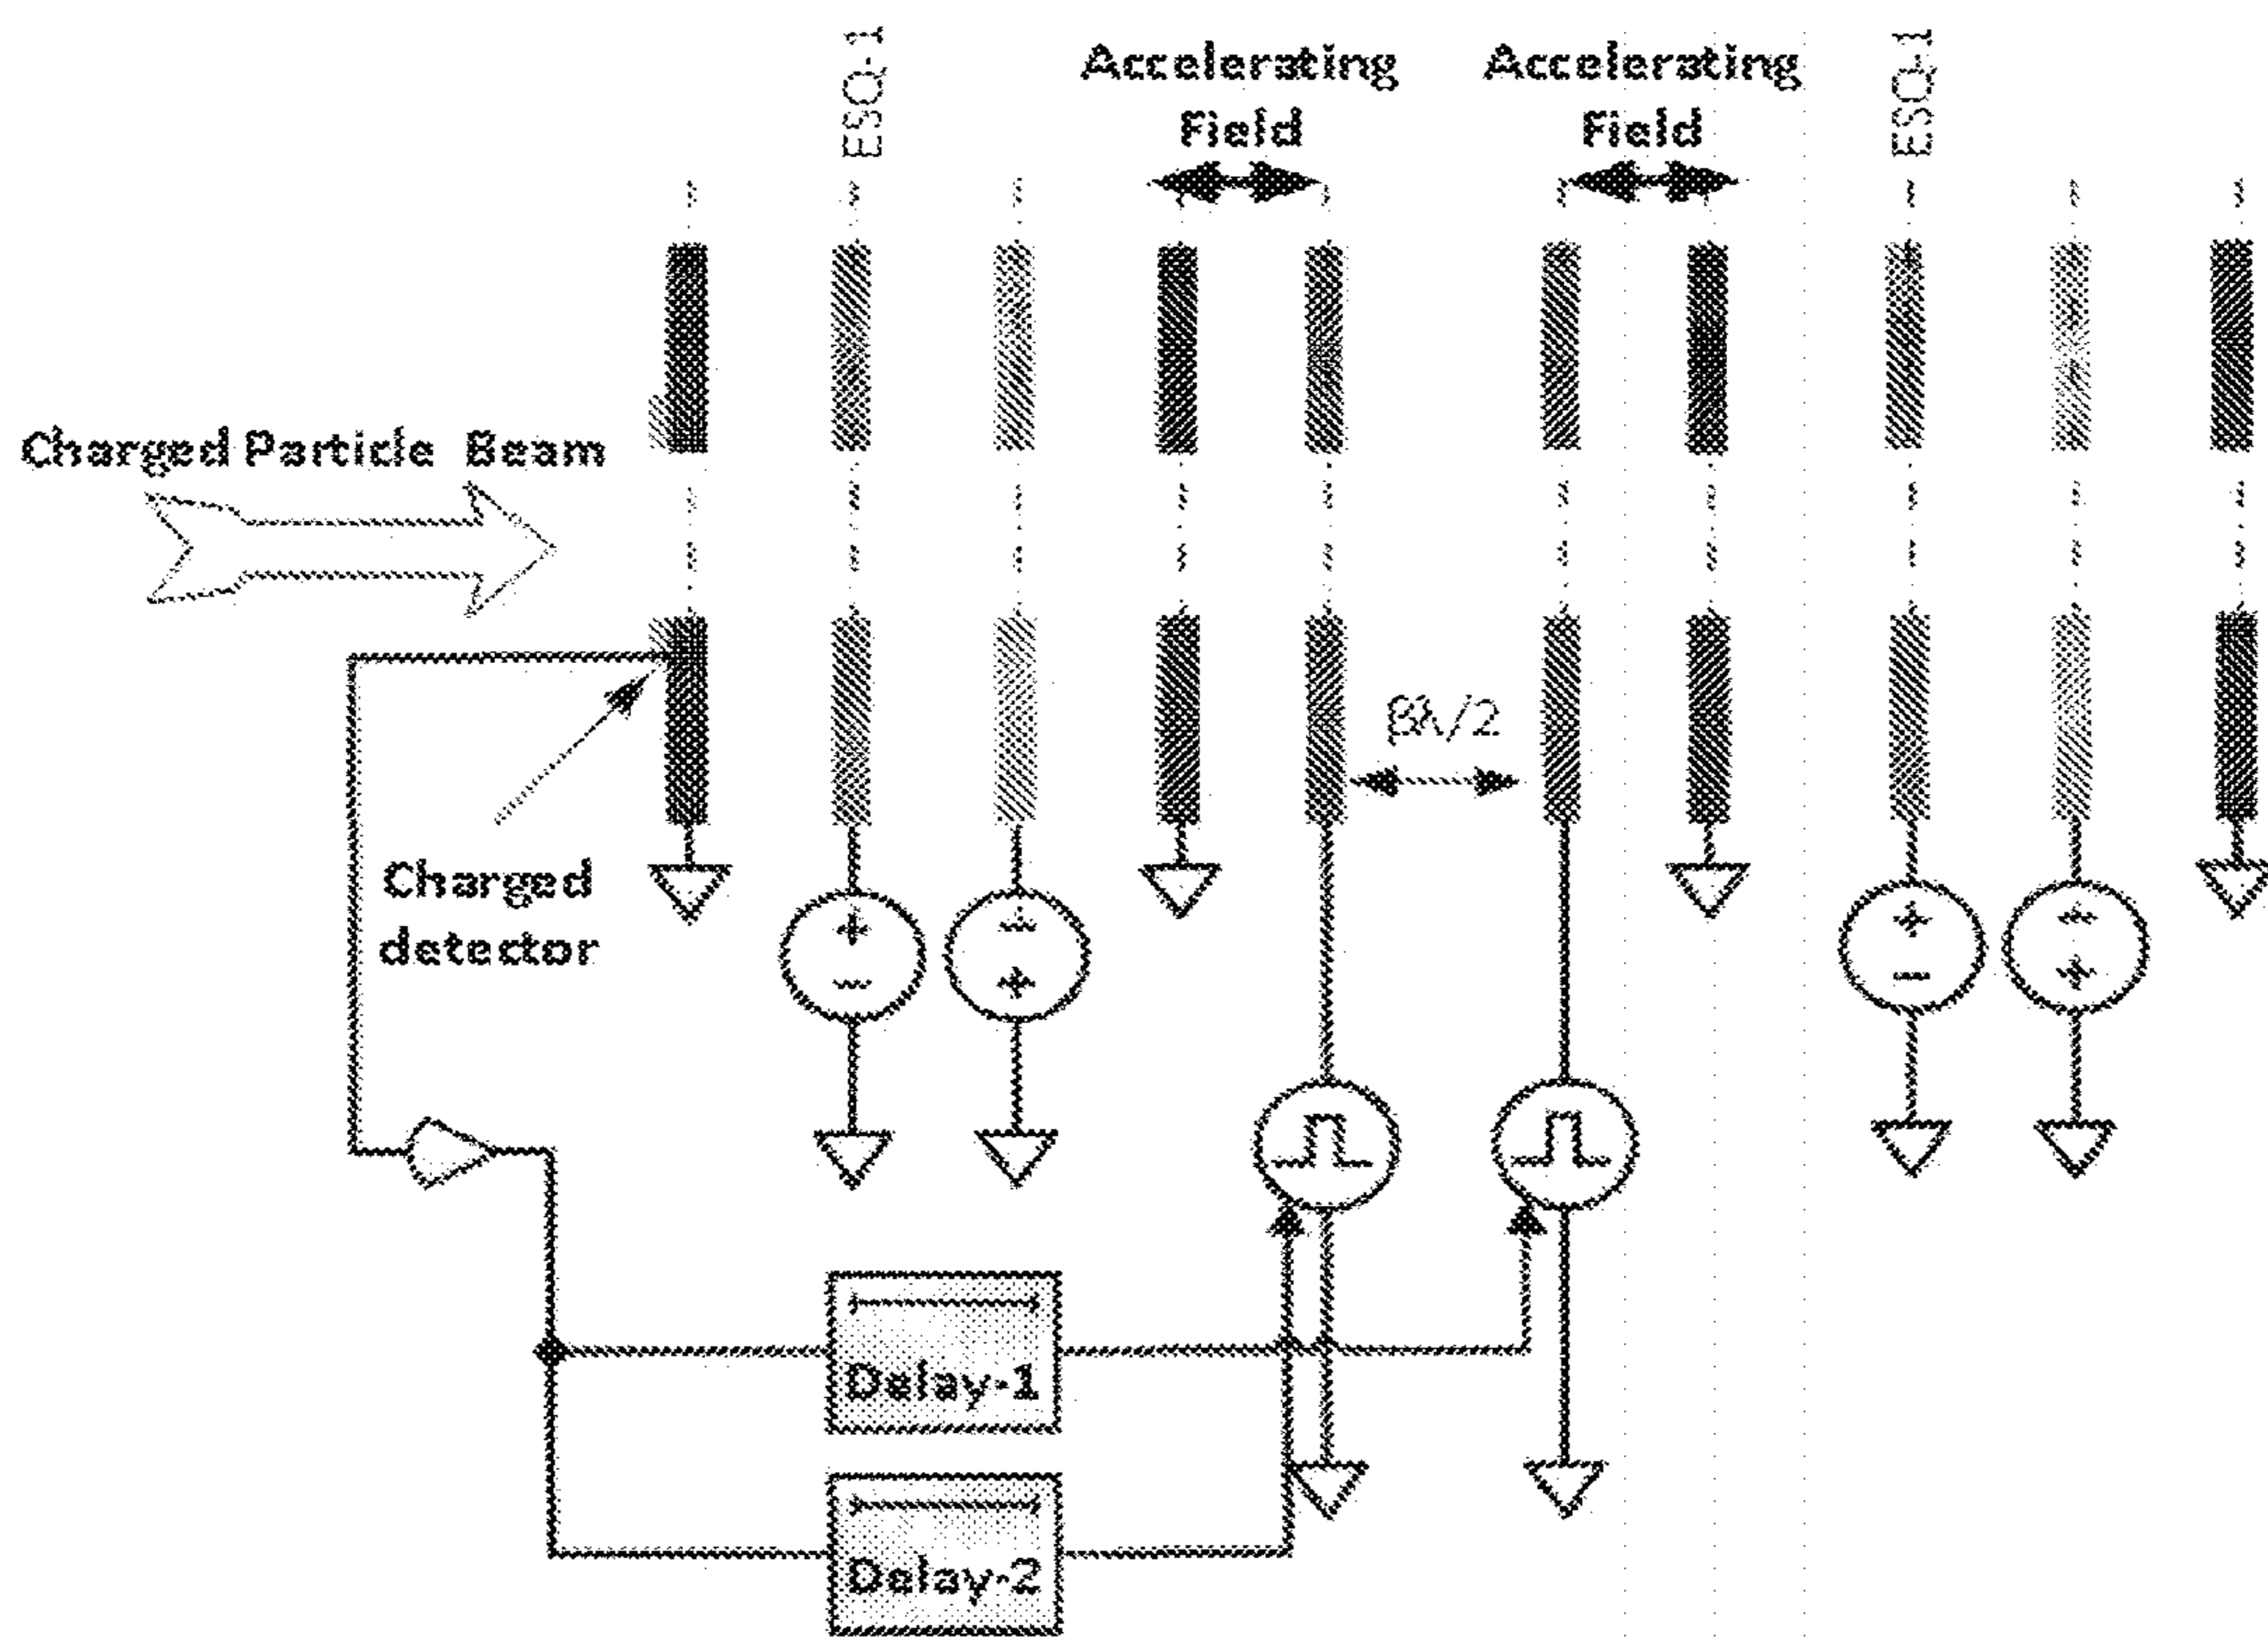 ESQ-1
Accelerating
Field
Accelerating
Field
ESQ-1
Charged Particle Beam
βλ/2
Charged
detector
Delay-1
Delay-2